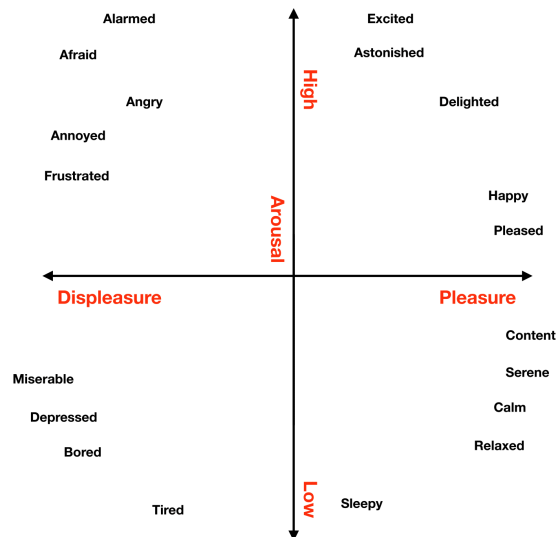 Alarmed
Excited
Afraid
Astonished
High
Angry
Delighted
Annoyed
Frustrated
Happy
Arousal
Pleased
Displeasure
Pleasure
Content
Serene
Miserable
Calm
Depressed
Relaxed
Bored
Low
Sleepy
Tired